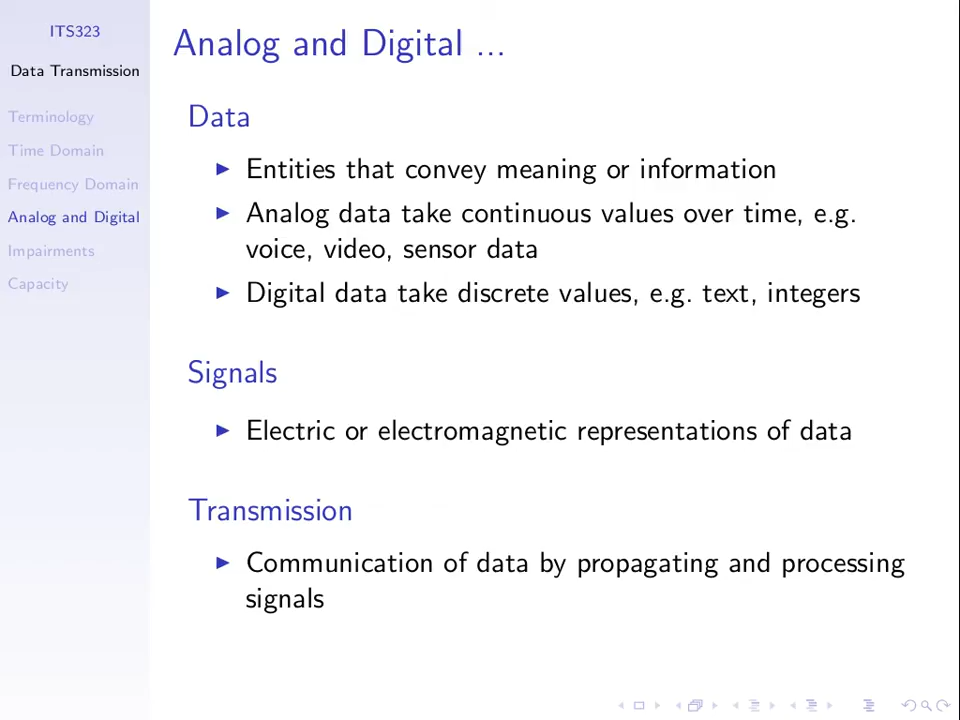 ITS323
Data Transmission
Terminology
Time Domain
Frequency Domain
Analog and Digital
Impairments
Capacity
Analog and Digital ...
Data
Entities that convey meaning or information
Analog data take continuous values over time, e.g.
voice, video, sensor data
Digital data take discrete values, e.g. text, integers
Signals
Electric or electromagnetic representations of data
Transmission
Communication of data by propagating and processing
signals